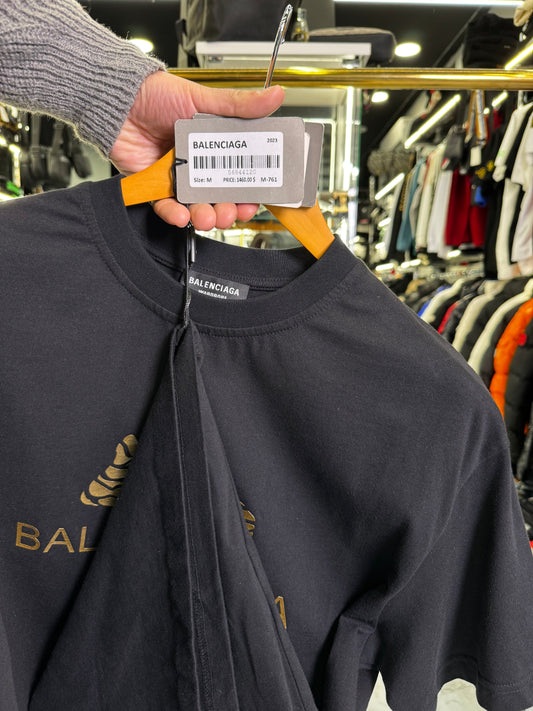 BALENCIAGA
2023
Size: M PRICE: 1460.00 $ M-761
BALENCIAGA
BAL
A